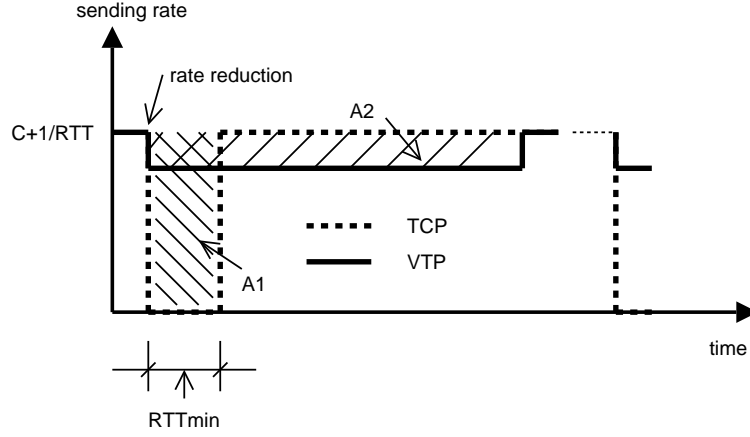 sending rate
rate reduction
A2
C+1/RTT
TCP
VTP
A1
time
RTTmin